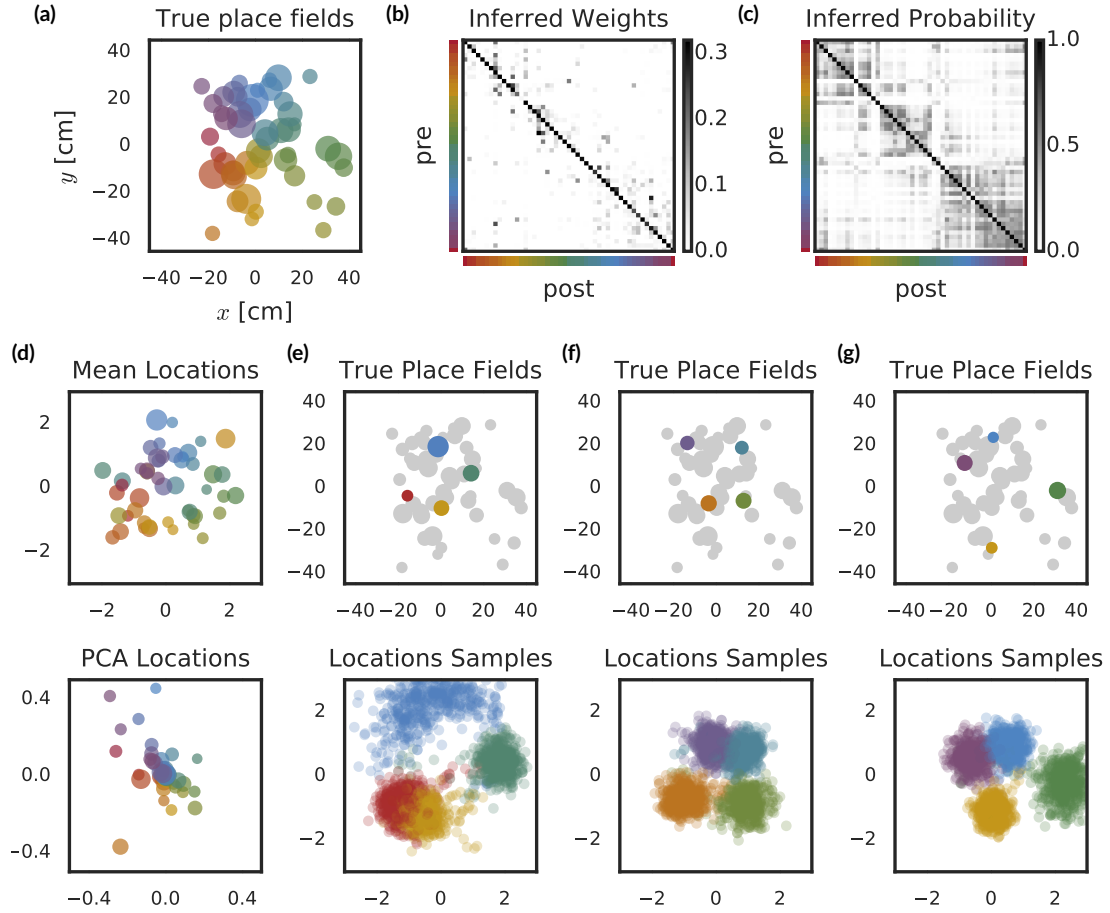 (a) True place fields
40
20
0
−20
−40
y [cm]
−40 −20 0 20 40
x [cm]
(b) Inferred Weights
pre
0.3
0.2
0.1
0.0
post
(c) Inferred Probability
pre
1.0
0.5
0.0
post
(d) Mean Locations
2
0
−2
−2 0 2
PCA Locations
0.4
0.0
−0.4
−0.4 0.0 0.4
(e) True Place Fields
40
20
0
−20
−40
−40 −20 0 20 40
Locations Samples
2
0
−2
−2 0 2
(f) True Place Fields
40
20
0
−20
−40
−40 −20 0 20 40
Locations Samples
2
0
−2
−2 0 2
(g) True Place Fields
40
20
0
−20
−40
−40 −20 0 20 40
Locations Samples
2
0
−2
−2 0 2